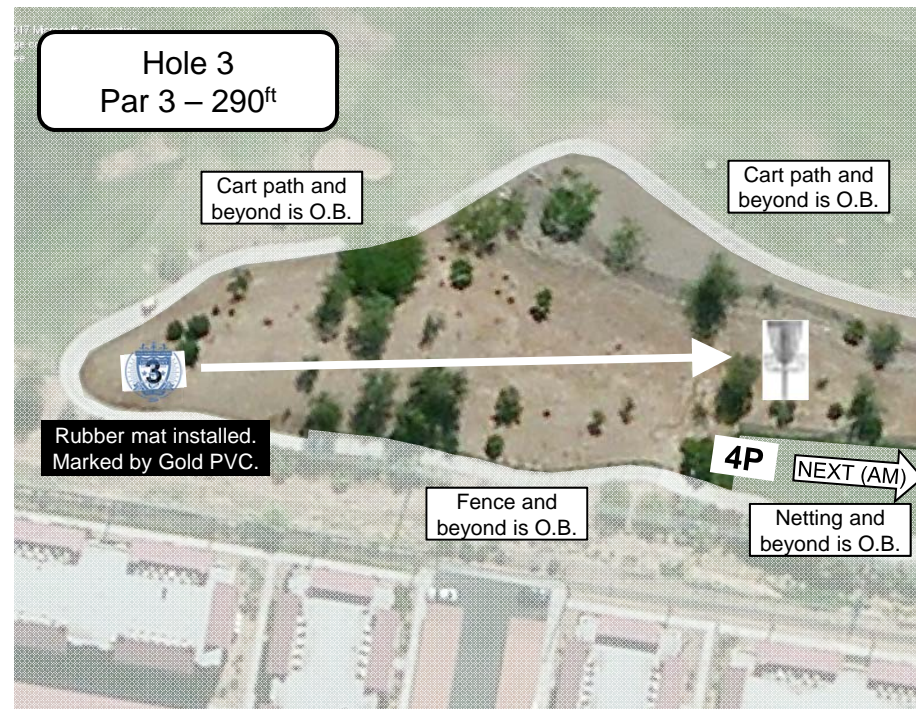 Hole 3
Par 3 – 290ft
Cart path and
beyond is O.B.
Cart path and
beyond is O.B.
3
Rubber mat installed.
Marked by Gold PVC.
4P
NEXT (AM)
Fence and
beyond is O.B.
Netting and
beyond is O.B.